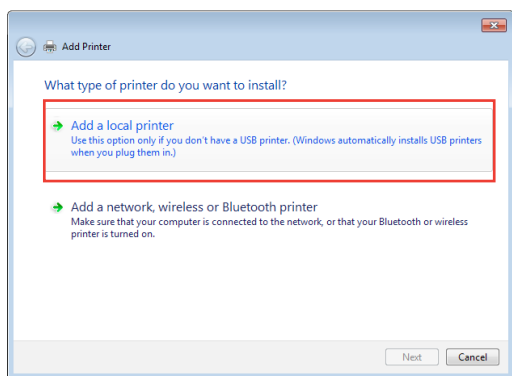 Add Printer
What type of printer do you want to install?
Add a local printer
Use this option only if you don't have a USB printer. (Windows automatically installs USB printers
when you plug them in.)
Add a network, wireless or Bluetooth printer
Make sure that your computer is connected to the network, or that your Bluetooth or wireless
printer is turned on.
Next Cancel